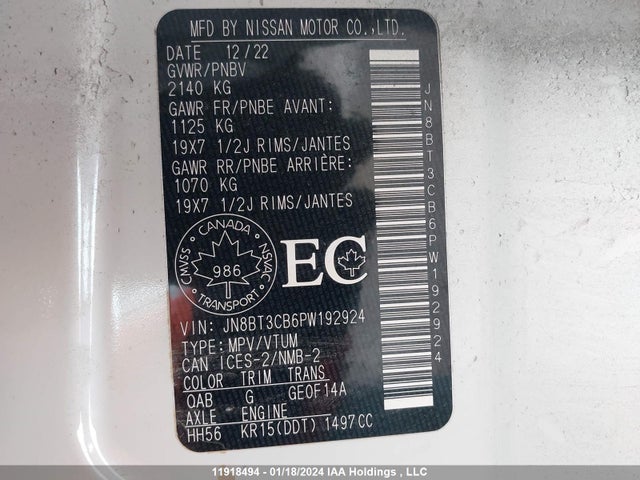 MFD BY NISSAN MOTOR CO.,LTD.
DATE 12/22
GVWR/PNBV
2140 KG
GAWR FR/PNBE AVANT:
1125 KG
19X7 1/2J RIMS/JANTES
GAWR RR/PNBE ARRIÈRE:
1070 KG
19X7 1/2J RIMS/JANTES
CANADA
CMVSS
NSVAC
986
TRANSPORT
EC
VIN: JN8BT3CB6PW192924
TYPE: MPV/VTUM
CAN ICES-2/NMB-2
COLOR TRIM TRANS
QAB G GEOF14A
AXLE ENGINE
HH56 KR15(DDT) 1497CC
JN8BT3CB6PW192924
11918494 - 01/18/2024 IAA Holdings , LLC